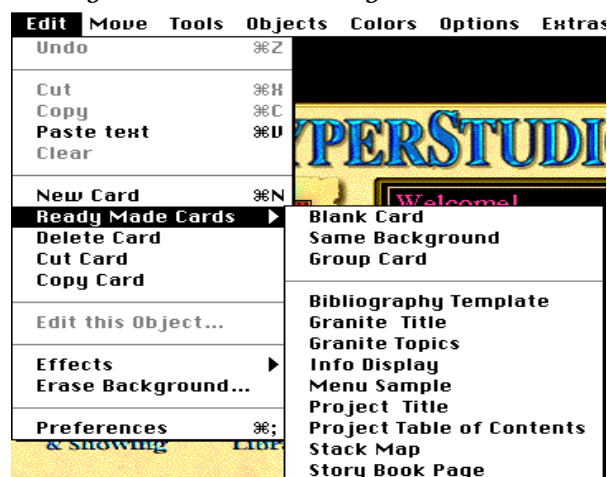 Edit Move Tools Objects Colors Options Extras
Undo ⌘Z
Cut ⌘X
Copy ⌘C
Paste text ⌘V
Clear
New Card ⌘N
Ready Made Cards
Delete Card
Cut Card
Copy Card
Edit this Object...
Effects
Erase Background...
Preferences ⌘;
YPERSTUDI
Welcome!
Blank Card
Same Background
Group Card
Bibliography Template
Granite Title
Granite Topics
Info Display
Menu Sample
Project Title
Project Table of Contents
Stack Map
Story Book Page
& Showing